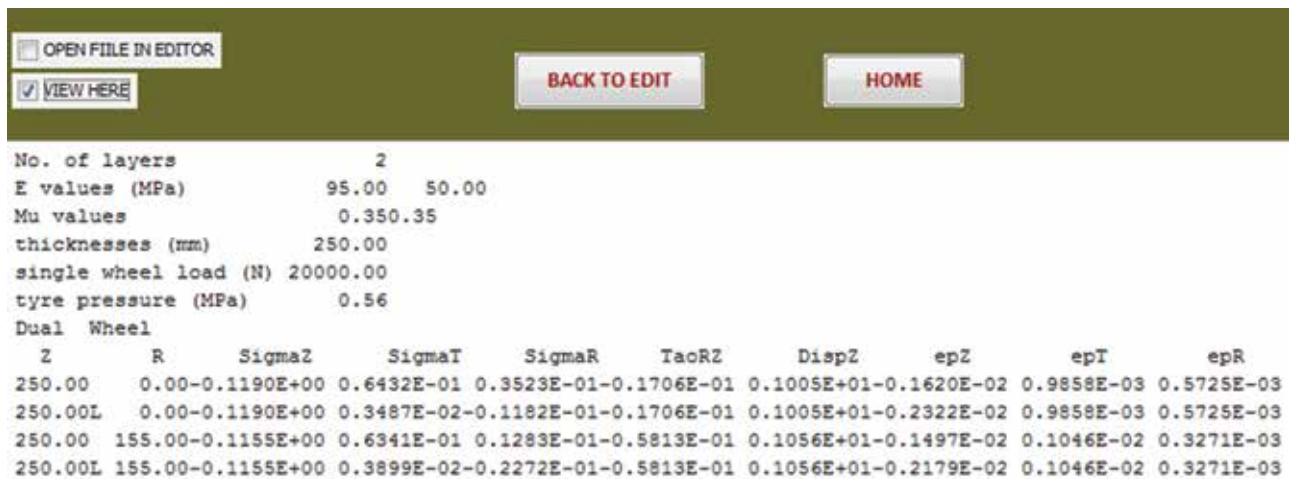 OPEN FIILE IN EDITOR
VIEW HERE
BACK TO EDIT
HOME
No. of layers 2
E values (MPa) 95.00 50.00
Mu values 0.350.35
thicknesses (mm) 250.00
single wheel load (N) 20000.00
tyre pressure (MPa) 0.56
Dual Wheel
Z R SigmaZ SigmaT SigmaR TaoRZ DispZ epZ epT epR
250.00 0.00-0.1190E+00 0.6432E-01 0.3523E-01-0.1706E-01 0.1005E+01-0.1620E-02 0.9858E-03 0.5725E-03
250.00L 0.00-0.1190E+00 0.3487E-02-0.1182E-01-0.1706E-01 0.1005E+01-0.2322E-02 0.9858E-03 0.5725E-03
250.00 155.00-0.1155E+00 0.6341E-01 0.1283E-01-0.5813E-01 0.1056E+01-0.1497E-02 0.1046E-02 0.3271E-03
250.00L 155.00-0.1155E+00 0.3899E-02-0.2272E-01-0.5813E-01 0.1056E+01-0.2179E-02 0.1046E-02 0.3271E-03